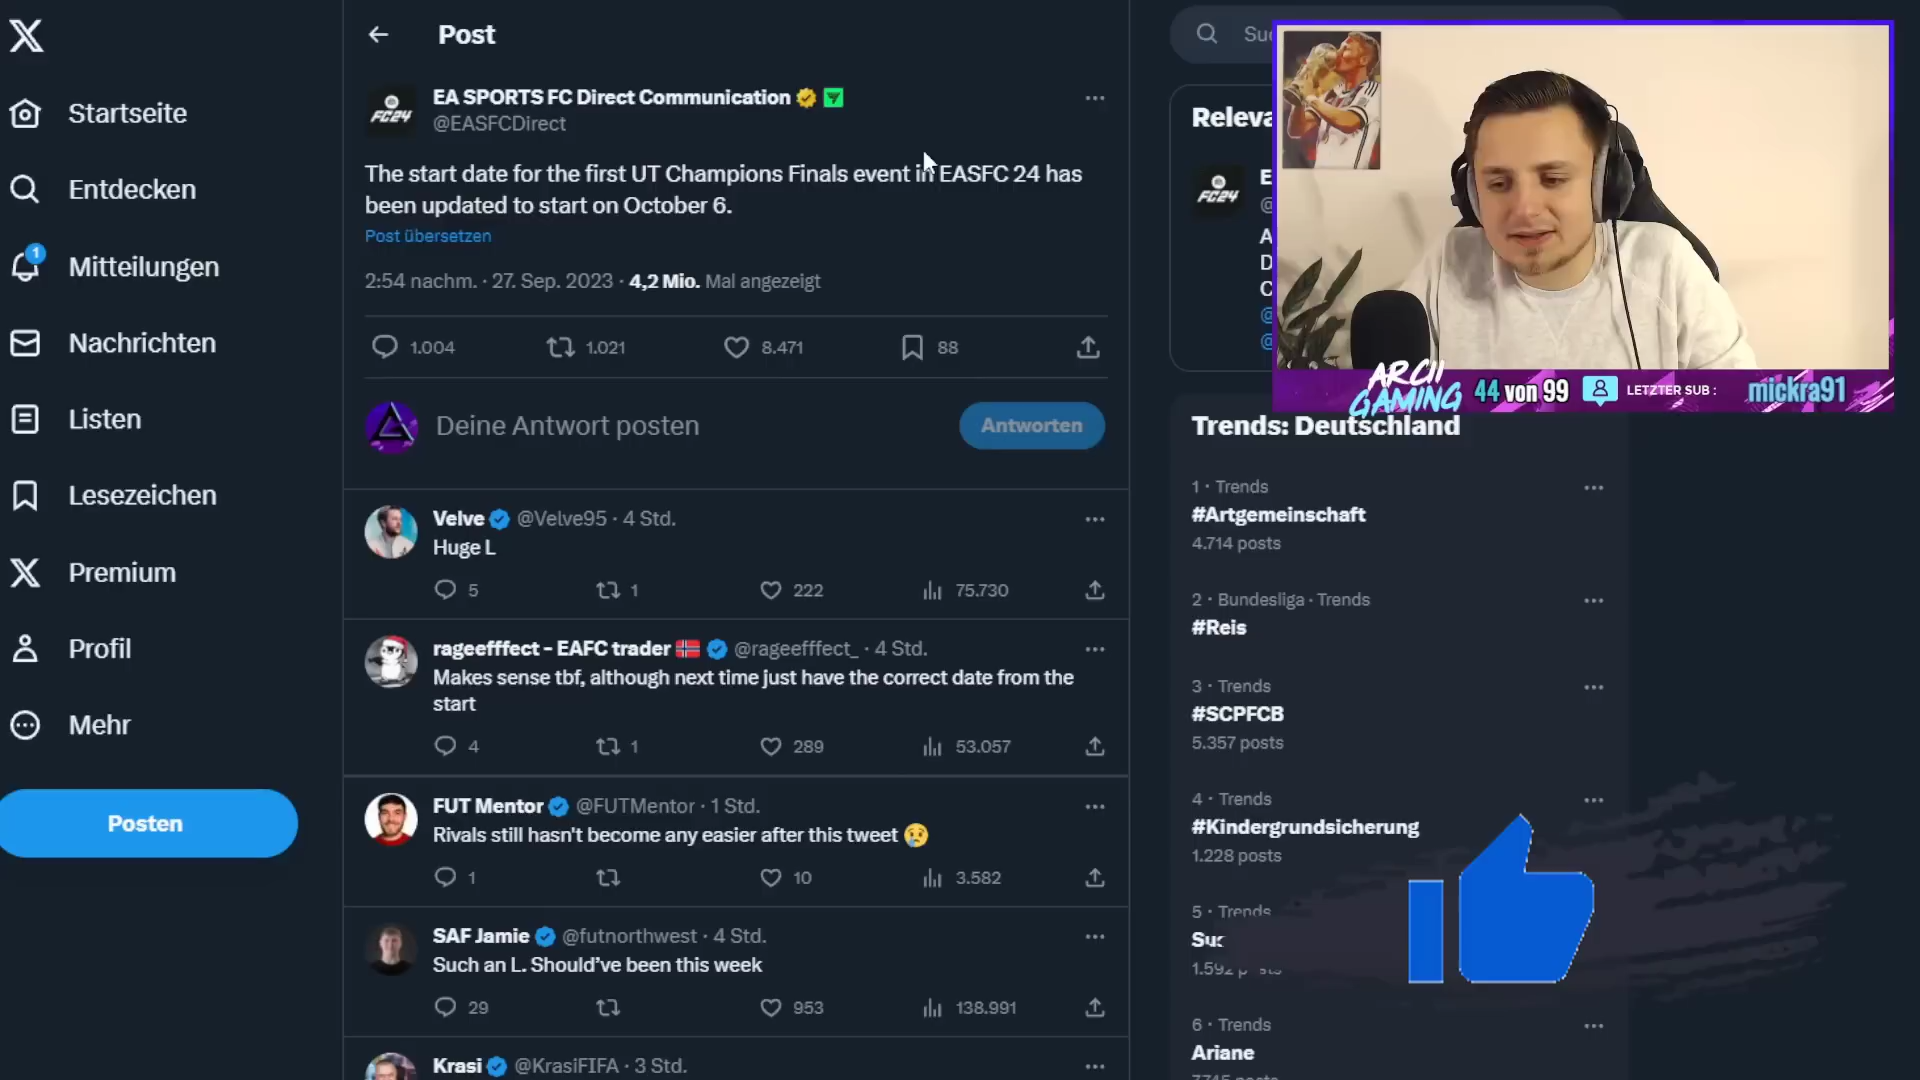 Startseite
Entdecken
1
Mitteilungen
Nachrichten
Listen
Lesezeichen
Premium
Profil
Mehr
Posten
Post
EA SPORTS FC Direct Communication
@EASFCDirect
FC24
The start date for the first UT Champions Finals event in EASFC 24 has
been updated to start on October 6.
Post übersetzen
2:54 nachm. · 27. Sep. 2023 · 4,2 Mio. Mal angezeigt
1.004 1.021 8.471 88
Deine Antwort posten
Antworten
Velve @Velve95 · 4 Std.
Huge L
5 1 222 75.730
rageefffect - EAFC trader @rageefffect_ · 4 Std.
Makes sense tbf, although next time just have the correct date from the
start
4 1 289 53.057
FUT Mentor @FUTMentor · 1 Std.
Rivals still hasn't become any easier after this tweet
1 10 3.582
SAF Jamie @futnorthwest · 4 Std.
Such an L. Should've been this week
29 953 138.991
Krasi @KrasiFIFA · 3 Std.
FC24
ARCII
GAMING
44 von 99
LETZTER SUB :
mickra91
Trends: Deutschland
1 · Trends
#Artgemeinschaft
4.714 posts
2 · Bundesliga · Trends
#Reis
3 · Trends
#SCPFCB
5.357 posts
4 · Trends
#Kindergrundsicherung
1.228 posts
5 · Trends
6 · Trends
Ariane